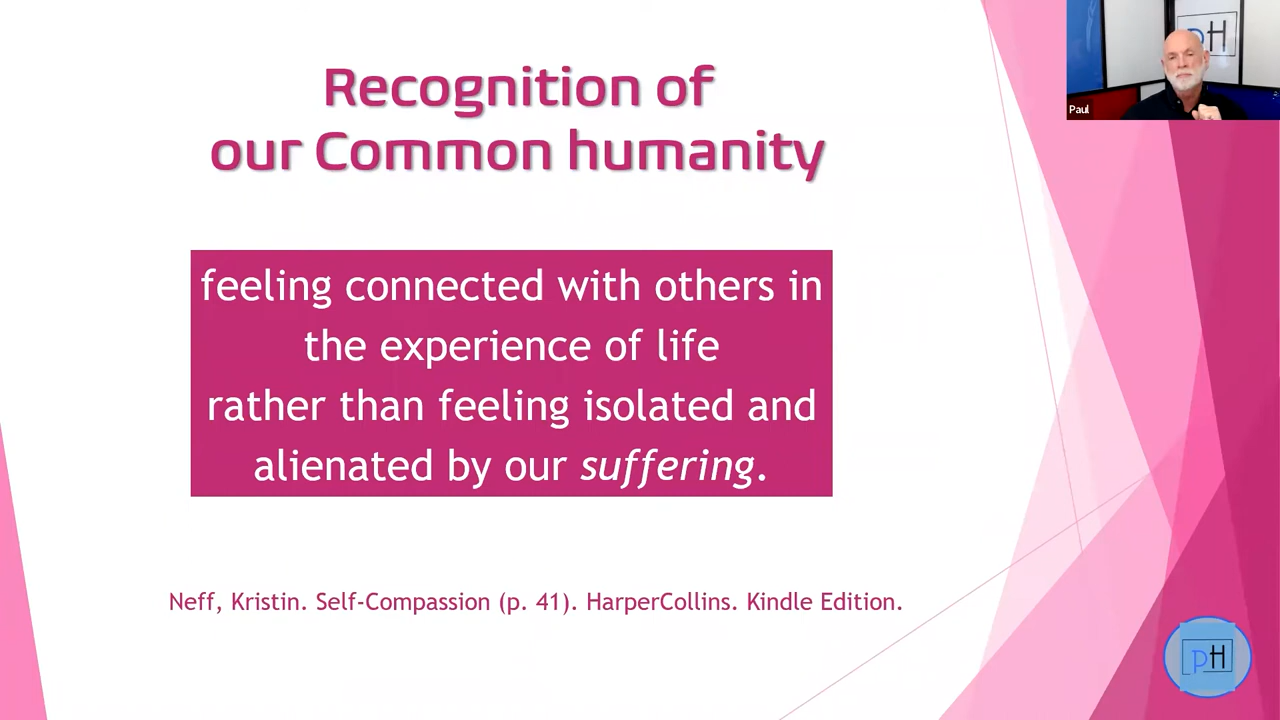 Recognition of
our Common humanity
feeling connected with others in
the experience of life
rather than feeling isolated and
alienated by our suffering.
Neff, Kristin. Self-Compassion (p. 41). HarperCollins. Kindle Edition.
pH
Paul
pH